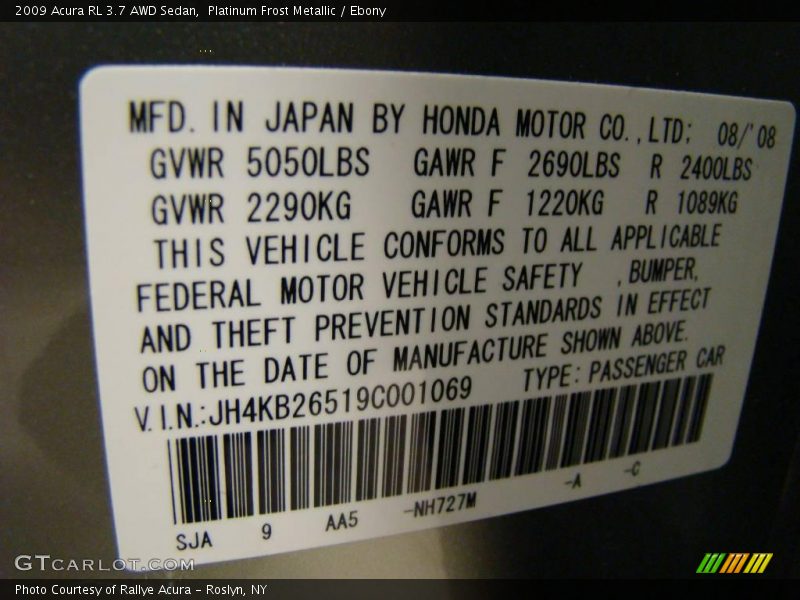 2009 Acura RL 3.7 AWD Sedan,  Platinum Frost Metallic / Ebony
MFD. IN JAPAN BY HONDA MOTOR CO.,LTD; 08/'08
GVWR 5050LBS GAWR F 2690LBS R 2400LBS
GVWR 2290KG GAWR F 1220KG R 1089KG
THIS VEHICLE CONFORMS TO ALL APPLICABLE
FEDERAL MOTOR VEHICLE SAFETY ,BUMPER,
AND THEFT PREVENTION STANDARDS IN EFFECT
ON THE DATE OF MANUFACTURE SHOWN ABOVE.
V.I.N.:JH4KB26519C001069 TYPE:PASSENGER CAR
SJA 9 AA5 -NH727M -A -C
GTcarlot.com
Photo Courtesy of Rallye Acura - Roslyn, NY